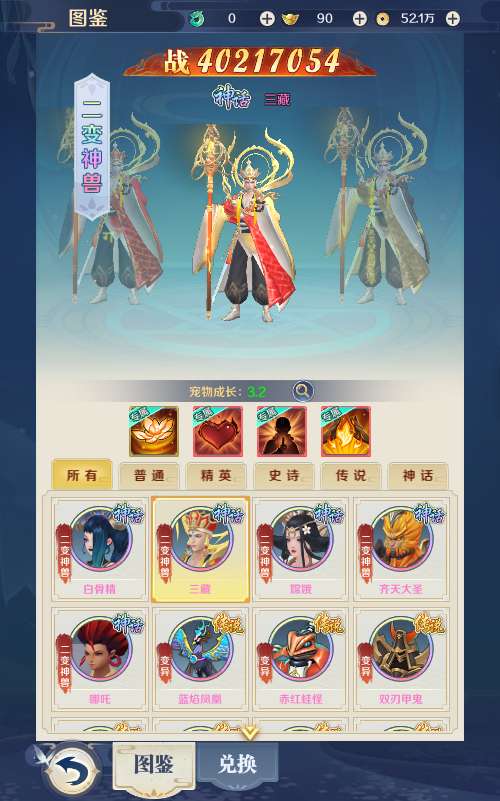 图鉴 0 90 52.1万
战 40217054
神话 三藏
二变神兽
宠物成长：3.2
专属 专属 专属 专属
所有 普通 精英 史诗 传说 神话
神话 神话 神话 神话
二变神兽 二变神兽 二变神兽 二变神兽
白骨精 三藏 嫦娥 齐天大圣
神话 传说 传说 传说
二变神兽 变异 变异 变异
哪吒 蓝焰凤凰 赤红蛙怪 双刃甲鬼
图鉴 兑换